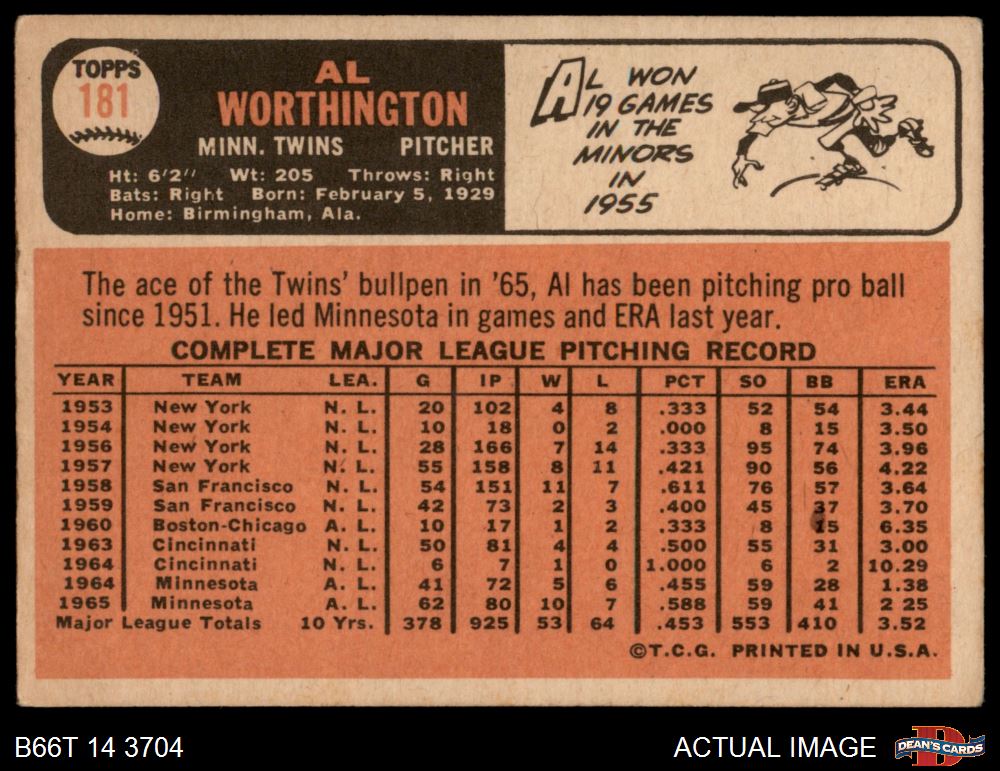 TOPPS
181
AL
WORTHINGTON
MINN. TWINS PITCHER
Ht: 6'2" Wt: 205 Throws: Right
Bats: Right Born: February 5, 1929
Home: Birmingham, Ala.
AL WON
19 GAMES
IN THE
MINORS
IN
1955
The ace of the Twins' bullpen in '65, Al has been pitching pro ball
since 1951. He led Minnesota in games and ERA last year.
COMPLETE MAJOR LEAGUE PITCHING RECORD
YEAR TEAM LEA. G IP W L PCT SO BB ERA
1953 New York N. L. 20 102 4 8 .333 52 54 3.44
1954 New York N. L. 10 18 0 2 .000 8 15 3.50
1956 New York N. L. 28 166 7 14 .333 95 74 3.96
1957 New York N. L. 55 158 8 11 .421 90 56 4.22
1958 San Francisco N. L. 54 151 11 7 .611 76 57 3.64
1959 San Francisco N. L. 42 73 2 3 .400 45 37 3.70
1960 Boston-Chicago A. L. 10 17 1 2 .333 8 15 6.35
1963 Cincinnati N. L. 50 81 4 4 .500 55 31 3.00
1964 Cincinnati N. L. 6 7 1 0 1.000 6 2 10.29
1964 Minnesota A. L. 41 72 5 6 .455 59 28 1.38
1965 Minnesota A. L. 62 80 10 7 .588 59 41 2 25
Major League Totals 10 Yrs. 378 925 53 64 .453 553 410 3.52
©T.C.G. PRINTED IN U.S.A.
B66T 14 3704
ACTUAL IMAGE
D
DEAN'S CARDS